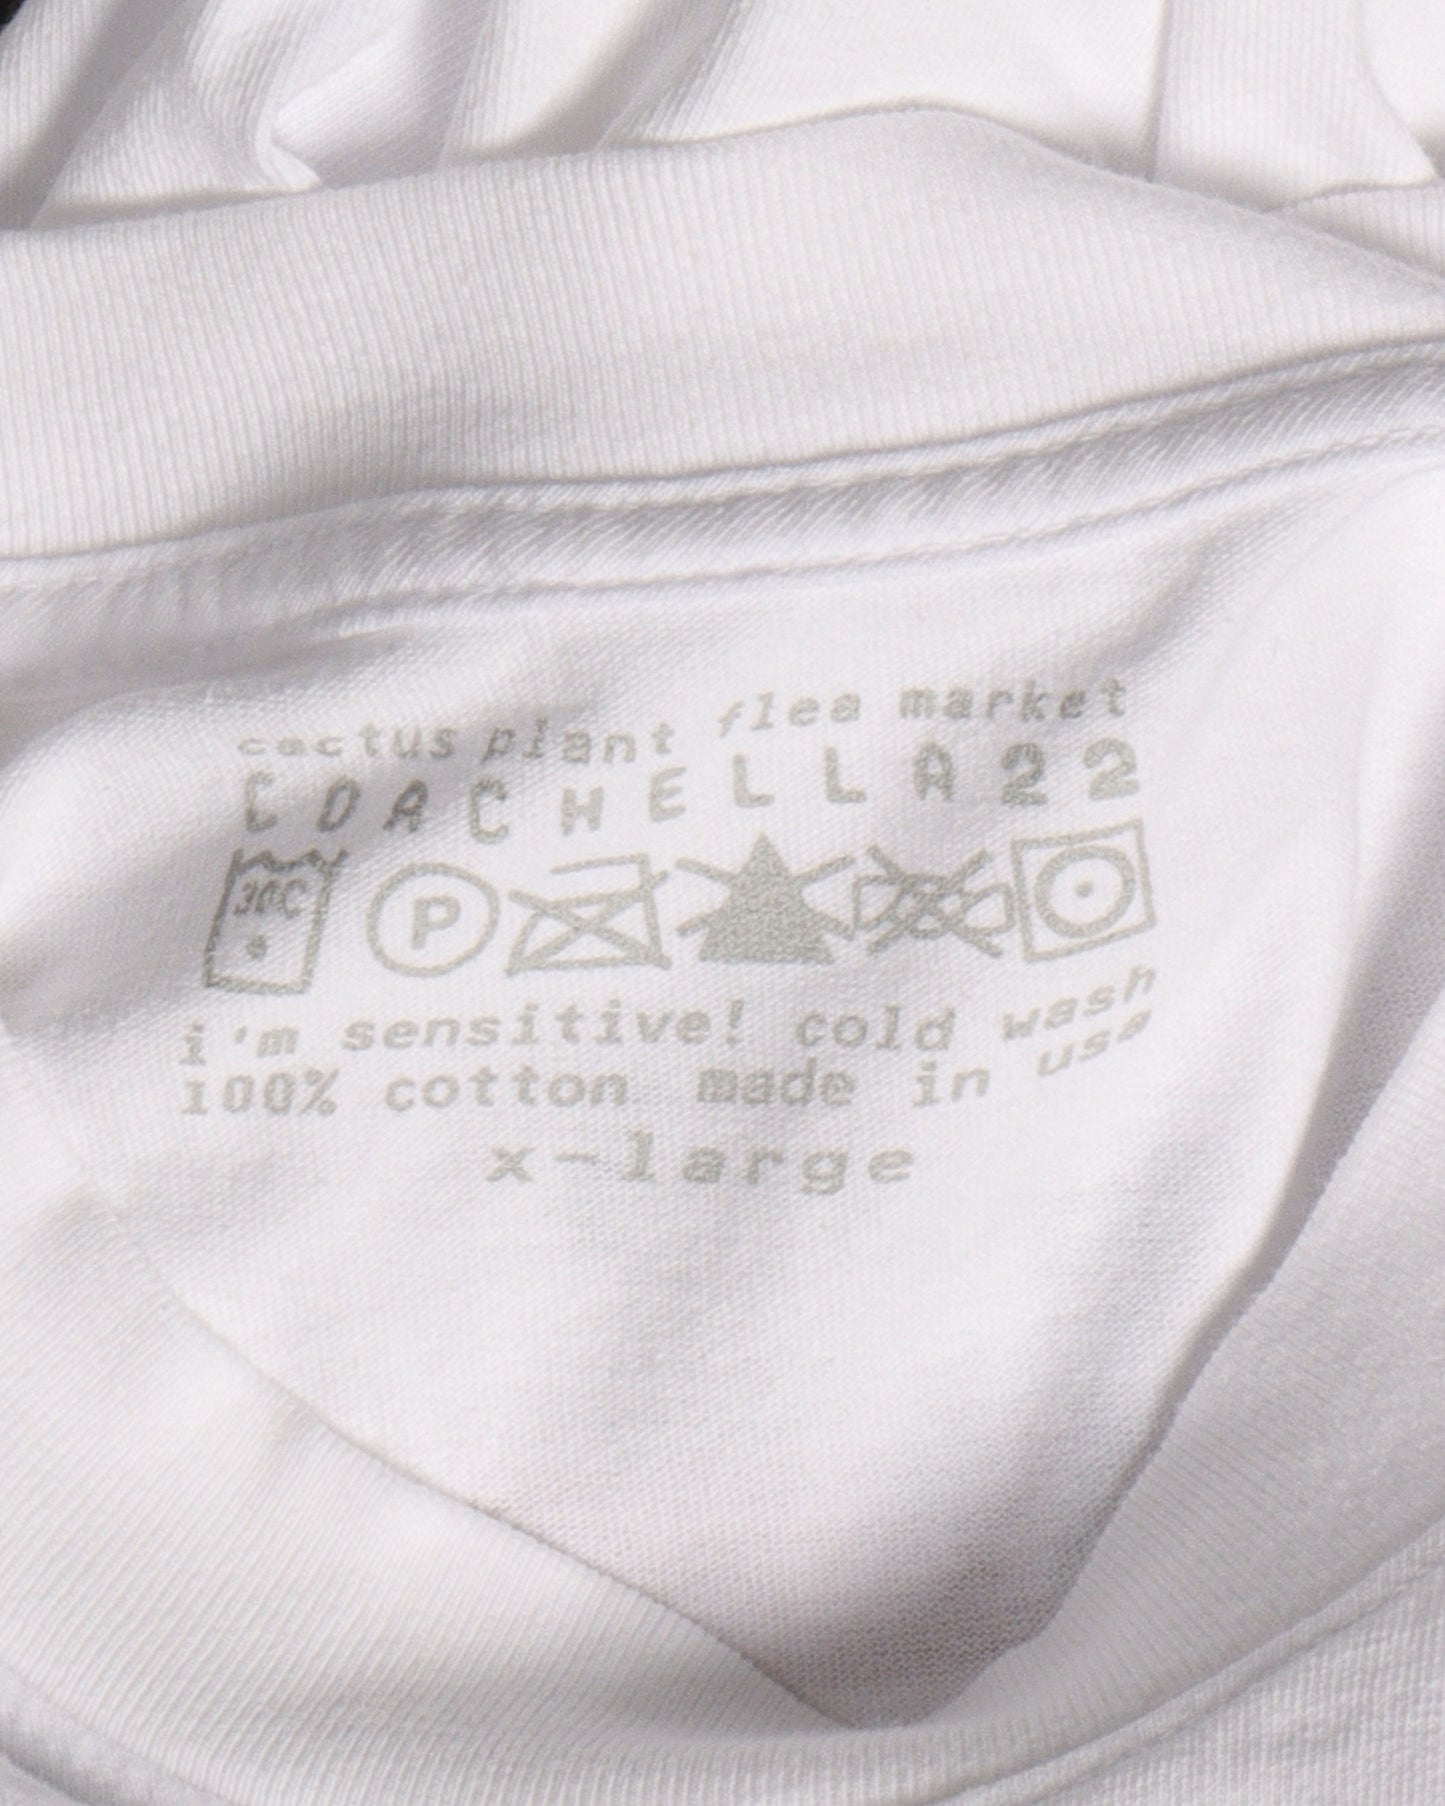 cactus plant flea market
COACHELLA22
30C P
i'm sensitive! cold wash
100% cotton made in usa
x-large